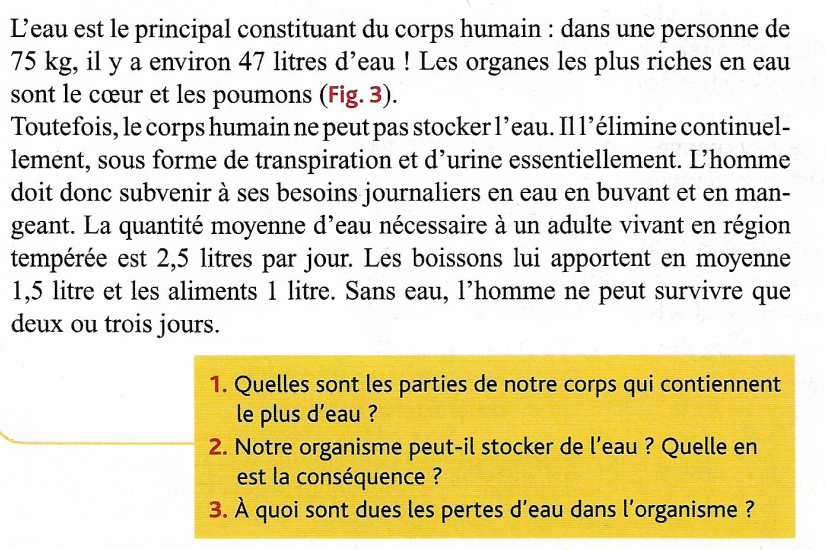 L'eau est le principal constituant du corps humain : dans une personne de
75 kg, il y a environ 47 litres d'eau ! Les organes les plus riches en eau
sont le cœur et les poumons (Fig. 3).
Toutefois, le corps humain ne peut pas stocker l'eau. Il l'élimine continuel-
lement, sous forme de transpiration et d'urine essentiellement. L'homme
doit donc subvenir à ses besoins journaliers en eau en buvant et en man-
geant. La quantité moyenne d'eau nécessaire à un adulte vivant en région
tempérée est 2,5 litres par jour. Les boissons lui apportent en moyenne
1,5 litre et les aliments 1 litre. Sans eau, l'homme ne peut survivre que
deux ou trois jours.
1. Quelles sont les parties de notre corps qui contiennent
le plus d'eau ?
2. Notre organisme peut-il stocker de l'eau ? Quelle en
est la conséquence ?
3. À quoi sont dues les pertes d'eau dans l'organisme ?